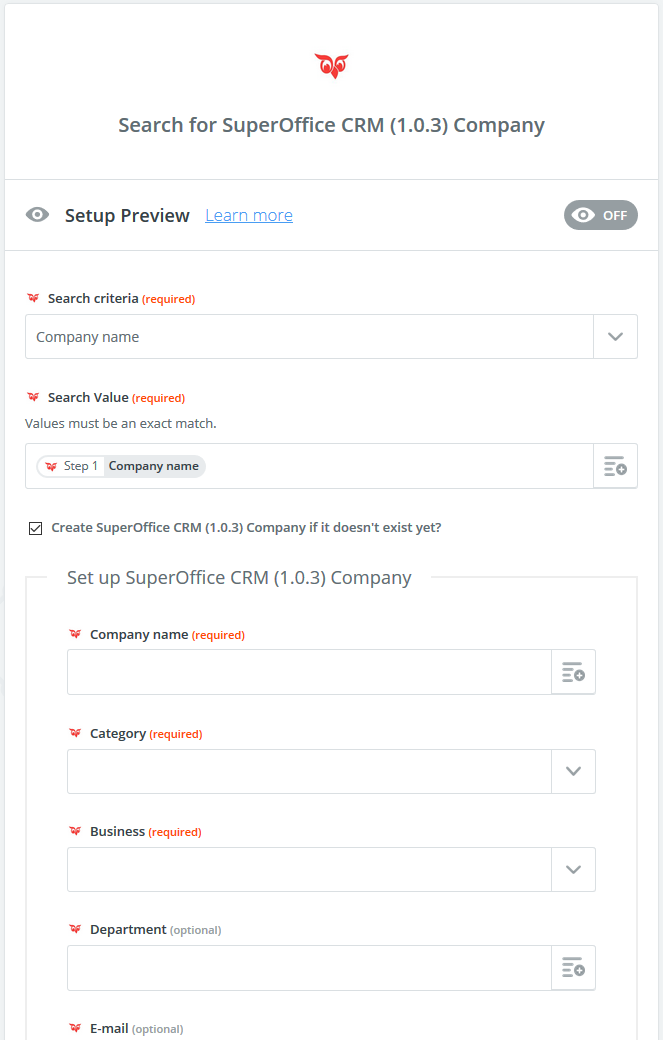 Search for SuperOffice CRM (1.0.3) Company
Setup Preview Learn more OFF
Search criteria (required)
Company name
Search Value (required)
Values must be an exact match.
Step 1 Company name
Create SuperOffice CRM (1.0.3) Company if it doesn't exist yet?
Set up SuperOffice CRM (1.0.3) Company
Company name (required)
Category (required)
Business (required)
Department (optional)
E-mail (optional)